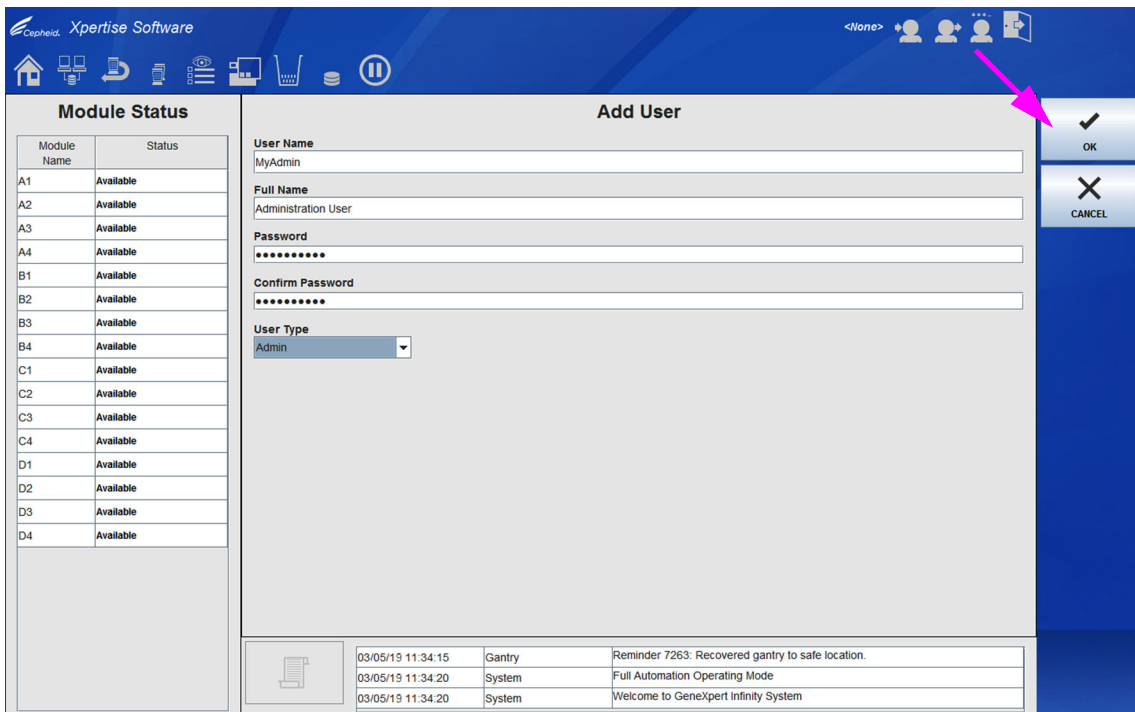 Cepheid. Xpertise Software
<None>
Module Status
Module Name Status
A1 Available
A2 Available
A3 Available
A4 Available
B1 Available
B2 Available
B3 Available
B4 Available
C1 Available
C2 Available
C3 Available
C4 Available
D1 Available
D2 Available
D3 Available
D4 Available
Add User
User Name
MyAdmin
Full Name
Administration User
Password
••••••••••
Confirm Password
••••••••••
User Type
Admin
OK
CANCEL
03/05/19 11:34:15 Gantry Reminder 7263: Recovered gantry to safe location.
03/05/19 11:34:20 System Full Automation Operating Mode
03/05/19 11:34:20 System Welcome to GeneXpert Infinity System